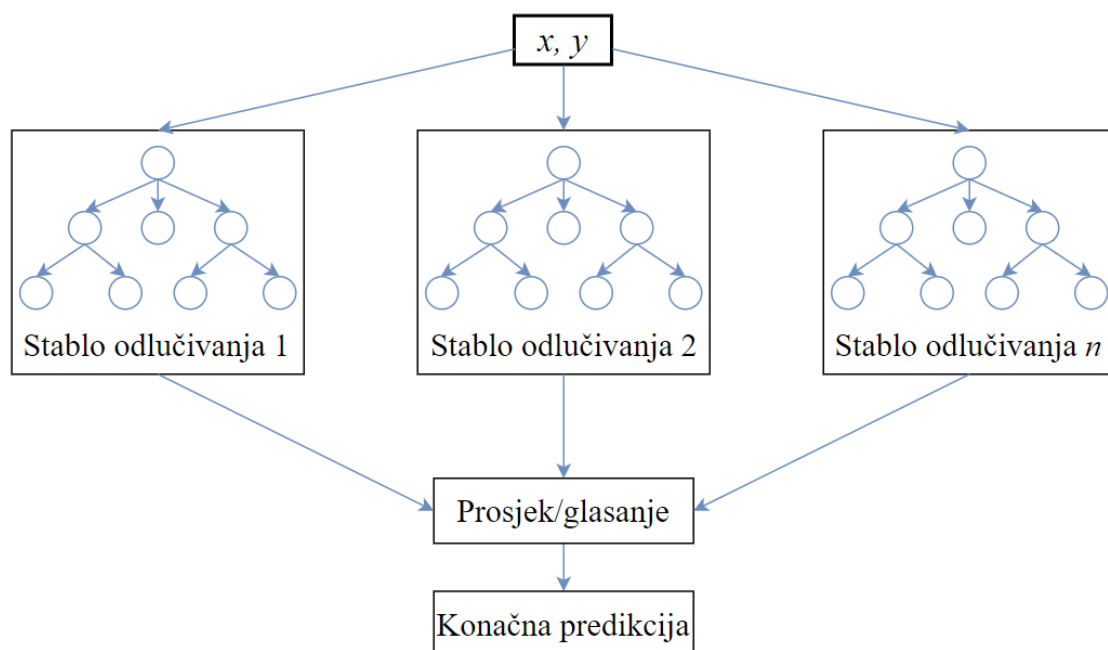 x, y
Stablo odlučivanja 1
Stablo odlučivanja 2
Stablo odlučivanja n
Prosjek/glasanje
Konačna predikcija